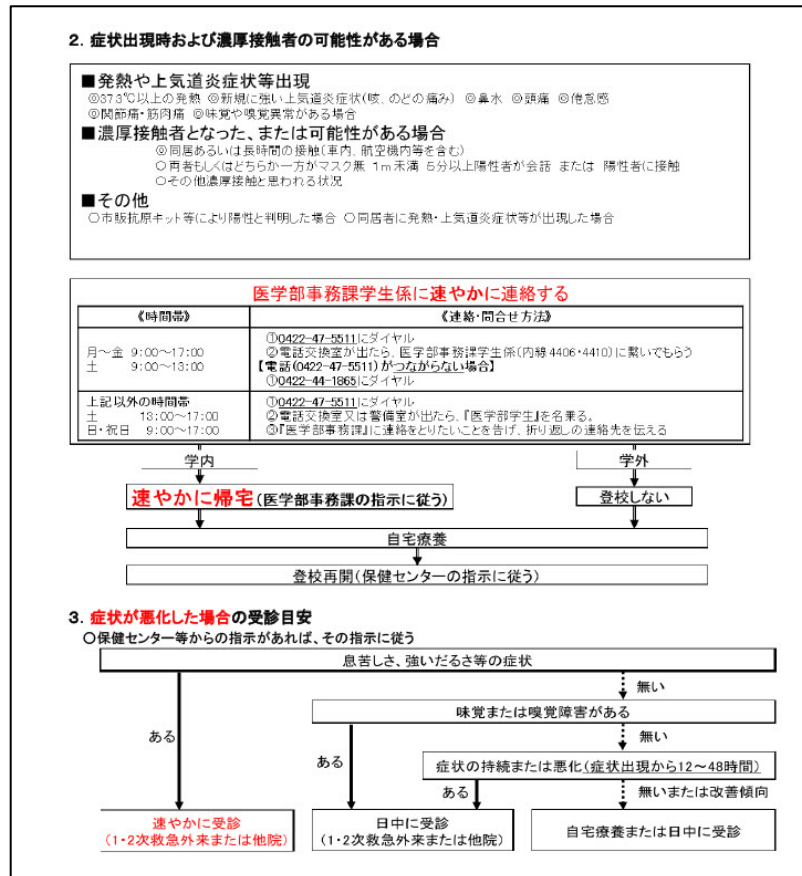 2．症状出現時および濃厚接触者の可能性がある場合
■発熱や上気道炎症状等出現
◎37.3℃以上の発熱 ◎新規に強い上気道炎症状(咳、のどの痛み) ◎鼻水 ◎頭痛 ◎倦怠感
◎関節痛・筋肉痛 ◎味覚や嗅覚異常がある場合
■濃厚接触者となった、または可能性がある場合
◎同居あるいは長時間の接触(車内、航空機内等を含む)
○両者もしくはどちらか一方がマスク無 1m未満 5分以上陽性者が会話 または 陽性者に接触
○その他濃厚接触と思われる状況
■その他
○市販抗原キット等により陽性と判明した場合 ○同居者に発熱・上気道炎症状等が出現した場合
医学部事務課学生係に速やかに連絡する
《時間帯》 《連絡・問合せ方法》
①0422-47-5511にダイヤル
月～金 9:00～17:00 ②電話交換室が出たら、医学部事務課学生係(内線4406・4410)に繋いでもらう
土 9:00～13:00 【電話(0422-47-5511)がつながらない場合】
①0422-44-1865にダイヤル
上記以外の時間帯 ①0422-47-5511にダイヤル
土 13:00～17:00 ②電話交換室又は警備室が出たら、『医学部学生』を名乗る。
日・祝日 9:00～17:00 ③『医学部事務課』に連絡をとりたいことを告げ、折り返しの連絡先を伝える
学内 学外
速やかに帰宅(医学部事務課の指示に従う) 登校しない
自宅療養
登校再開(保健センターの指示に従う)
3．症状が悪化した場合の受診目安
○保健センター等からの指示があれば、その指示に従う
息苦しさ、強いだるさ等の症状
無い
味覚または嗅覚障害がある
ある 無い
ある 症状の持続または悪化(症状出現から12～48時間)
ある 無いまたは改善傾向
速やかに受診 日中に受診 自宅療養または日中に受診
(1・2次救急外来または他院) (1・2次救急外来または他院)